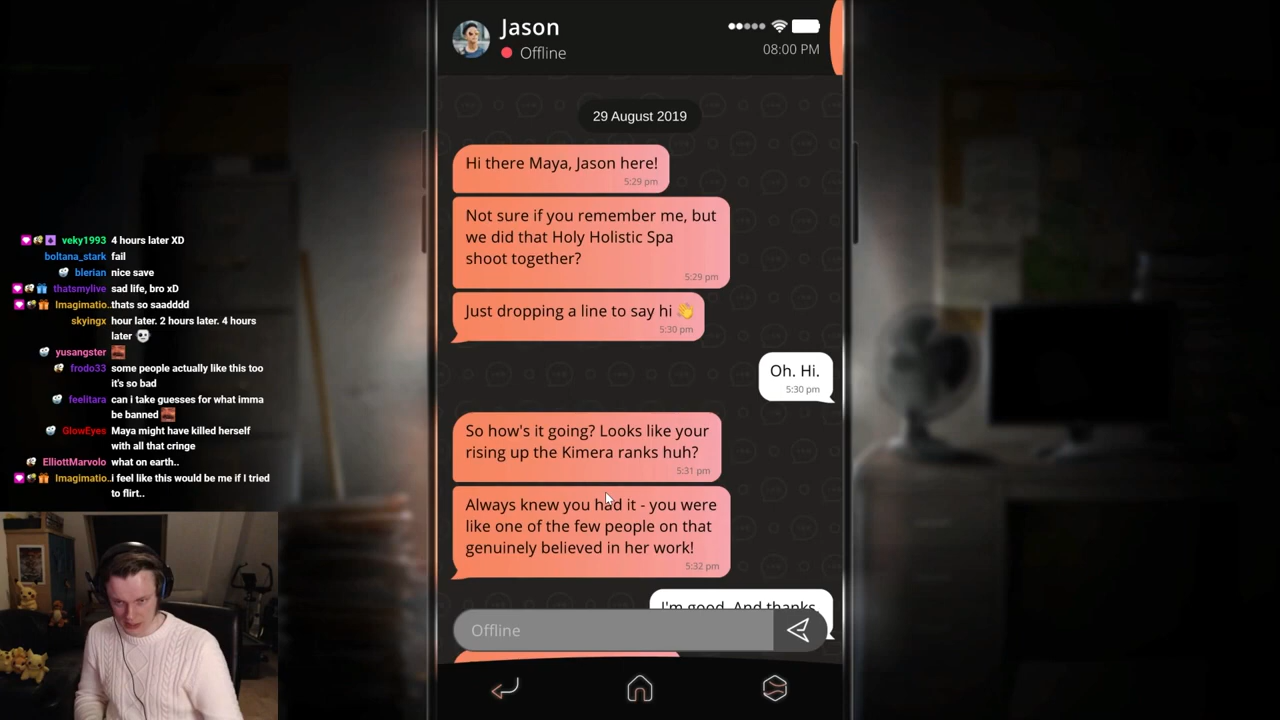 Jason
Offline
08:00 PM
29 August 2019
Hi there Maya, Jason here!
5:29 pm
Not sure if you remember me, but
we did that Holy Holistic Spa
shoot together?
5:29 pm
Just dropping a line to say hi 👏
5:30 pm
Oh. Hi.
5:30 pm
So how's it going? Looks like your
rising up the Kimera ranks huh?
5:31 pm
Always knew you had it - you were
like one of the few people on that
genuinely believed in her work!
5:32 pm
I'm good. And thanks.
Offline
veky1993 4 hours later XD
boltana_stark fail
blerian nice save
thatsmylive sad life, bro xD
Imagimatio.. thats so saadddd
skyingx hour later. 2 hours later. 4 hours
later
yusangster
frodo33 some people actually like this too
it's so bad
feelitara can i take guesses for what imma
be banned
GlowEyes Maya might have killed herself
with all that cringe
ElliottMarvolo what on earth..
Imagimatio.. i feel like this would be me if I tried
to flirt..